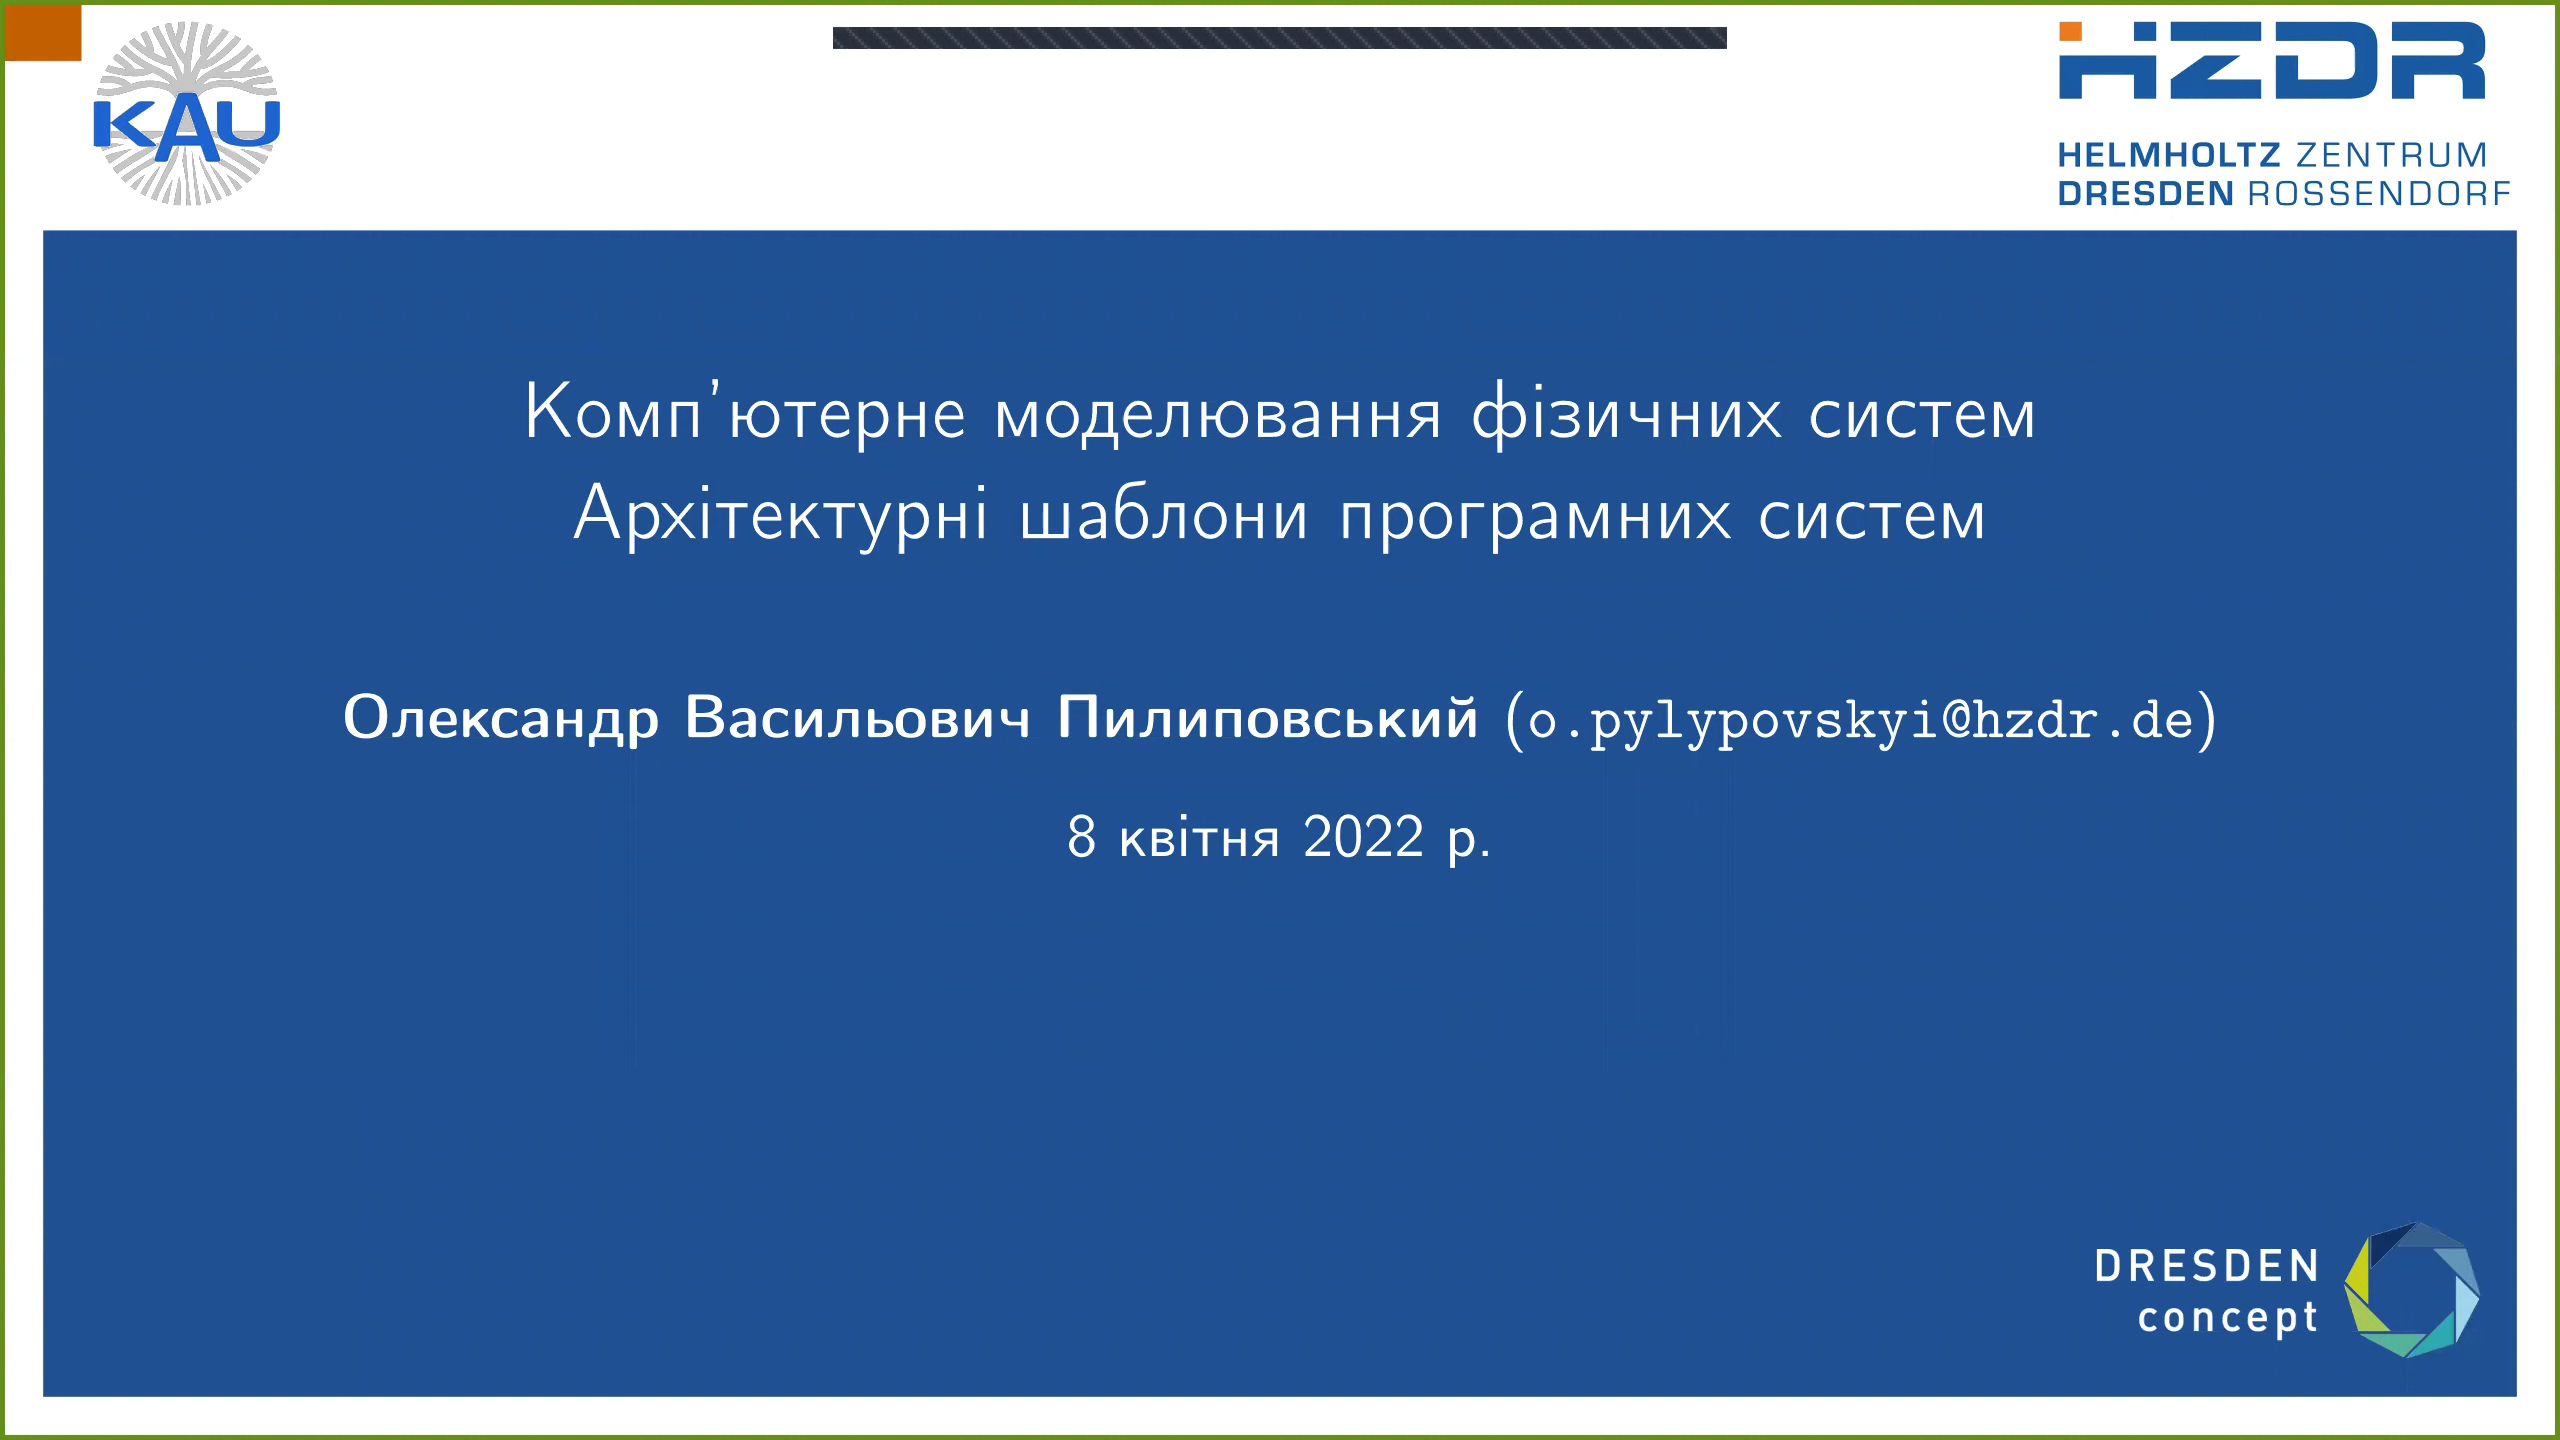 KAU
HZDR
HELMHOLTZ ZENTRUM
DRESDEN ROSSENDORF
Комп'ютерне моделювання фізичних систем
Архітектурні шаблони програмних систем
Олександр Васильович Пилиповський (o.pylypovskyi@hzdr.de)
8 квітня 2022 р.
DRESDEN
concept